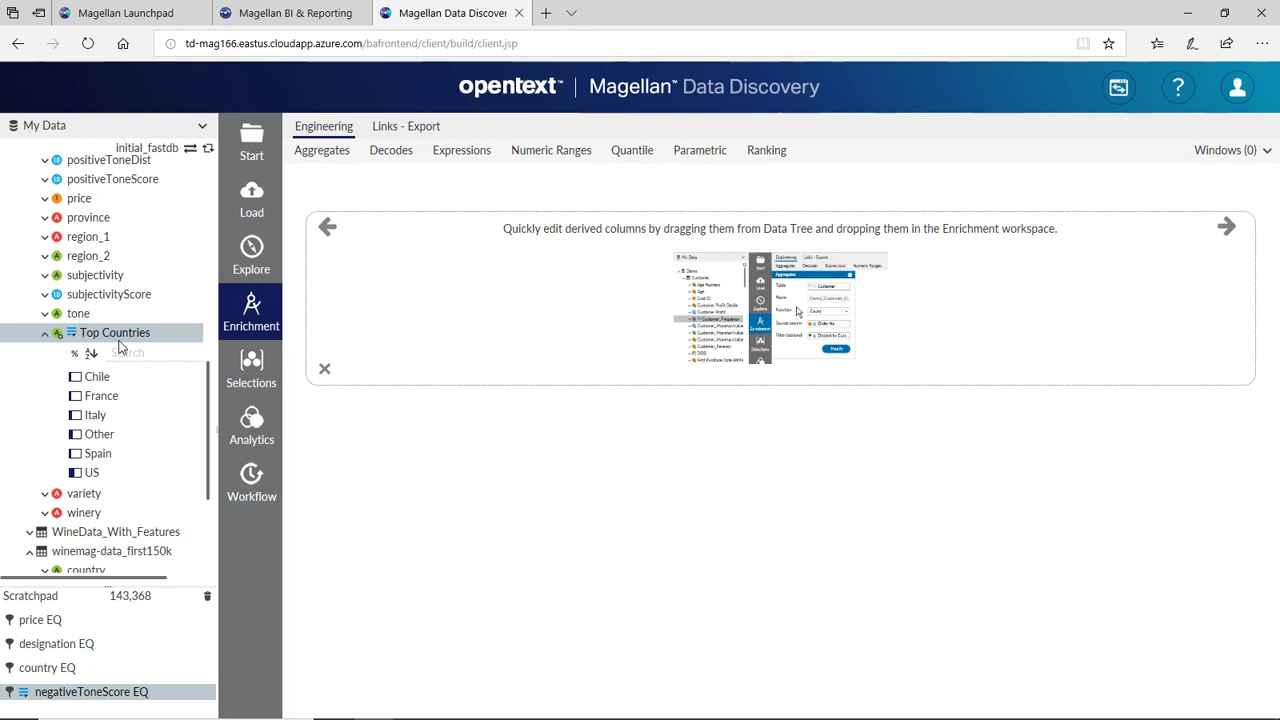 Magellan Launchpad
Magellan BI & Reporting
Magellan Data Discover
td-mag166.eastus.cloudapp.azure.com/bafrontend/client/build/client.jsp
opentext™ | Magellan™ Data Discovery
My Data
initial_fastdb
positiveToneDist
positiveToneScore
price
province
region_1
region_2
subjectivity
subjectivityScore
tone
Top Countries
%
Chile
France
Italy
Other
Spain
US
variety
winery
WineData_With_Features
winemag-data_first150k
country
Scratchpad 143,368
price EQ
designation EQ
country EQ
negativeToneScore EQ
Start
Load
Explore
Enrichment
Selections
Analytics
Workflow
Engineering Links - Export
Aggregates Decodes Expressions Numeric Ranges Quantile Parametric Ranking Windows (0)
Quickly edit derived columns by dragging them from Data Tree and dropping them in the Enrichment workspace.